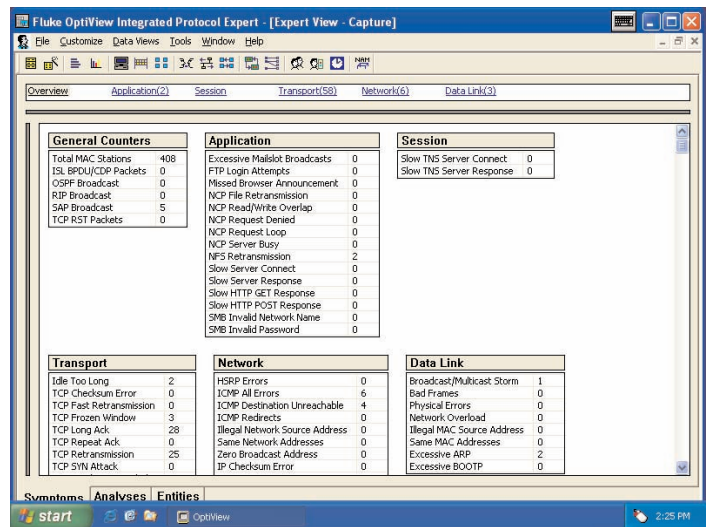 Fluke OptiView Integrated Protocol Expert - [Expert View - Capture]
File Customize Data Views Tools Window Help
NAM
Overview Application(2) Session Transport(58) Network(6) Data Link(3)
General Counters
Total MAC Stations 408
ISL BPDU/CDP Packets 0
OSPF Broadcast 0
RIP Broadcast 0
SAP Broadcast 5
TCP RST Packets 0
Application
Excessive Mailslot Broadcasts 0
FTP Login Attempts 0
Missed Browser Announcement 0
NCP File Retransmission 0
NCP Read/Write Overlap 0
NCP Request Denied 0
NCP Request Loop 0
NCP Server Busy 0
NFS Retransmission 2
Slow Server Connect 0
Slow Server Response 0
Slow HTTP GET Response 0
Slow HTTP POST Response 0
SMB Invalid Network Name 0
SMB Invalid Password 0
Session
Slow TNS Server Connect 0
Slow TNS Server Response 0
Transport
Idle Too Long 2
TCP Checksum Error 0
TCP Fast Retransmission 0
TCP Frozen Window 3
TCP Long Ack 28
TCP Repeat Ack 0
TCP Retransmission 25
TCP SYN Attack 0
Network
HSRP Errors 0
ICMP All Errors 6
ICMP Destination Unreachable 4
ICMP Redirects 0
Illegal Network Source Address 0
Same Network Addresses 0
Zero Broadcast Address 0
IP Checksum Error 0
Data Link
Broadcast/Multicast Storm 1
Bad Frames 0
Physical Errors 0
Network Overload 0
Illegal MAC Source Address 0
Same MAC Addresses 0
Excessive ARP 2
Excessive BOOTP 0
Symptoms Analyses Entities
start OptiView 2:25 PM